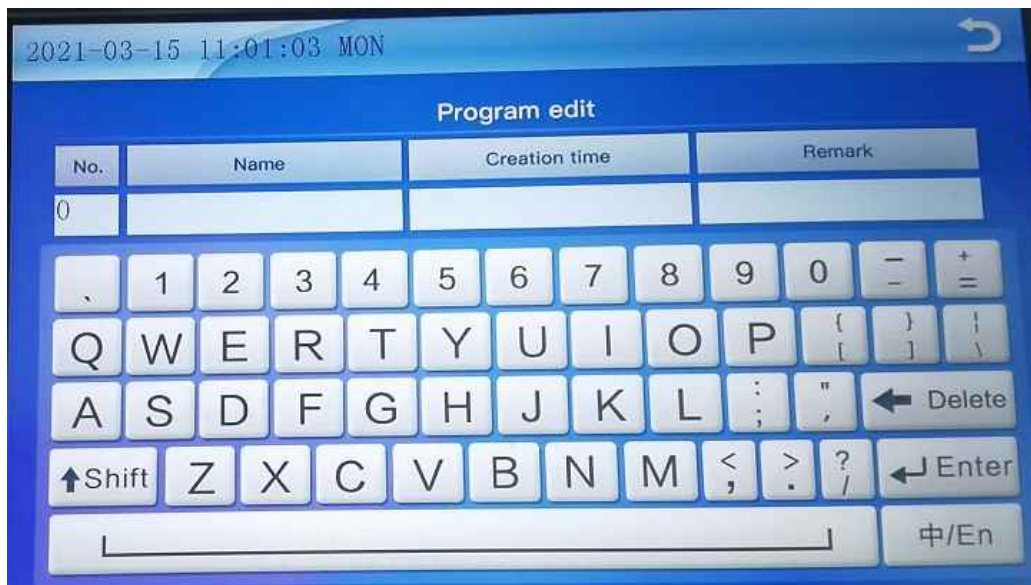 2021-03-15 11:01:03 MON
Program edit
No. Name Creation time Remark
0
、 1 2 3 4 5 6 7 8 9 0 — - + =
Q W E R T Y U I O P { [ } ] ¦ \
A S D F G H J K L : ; " , Delete
Shift Z X C V B N M < , > . ? / Enter
中/En